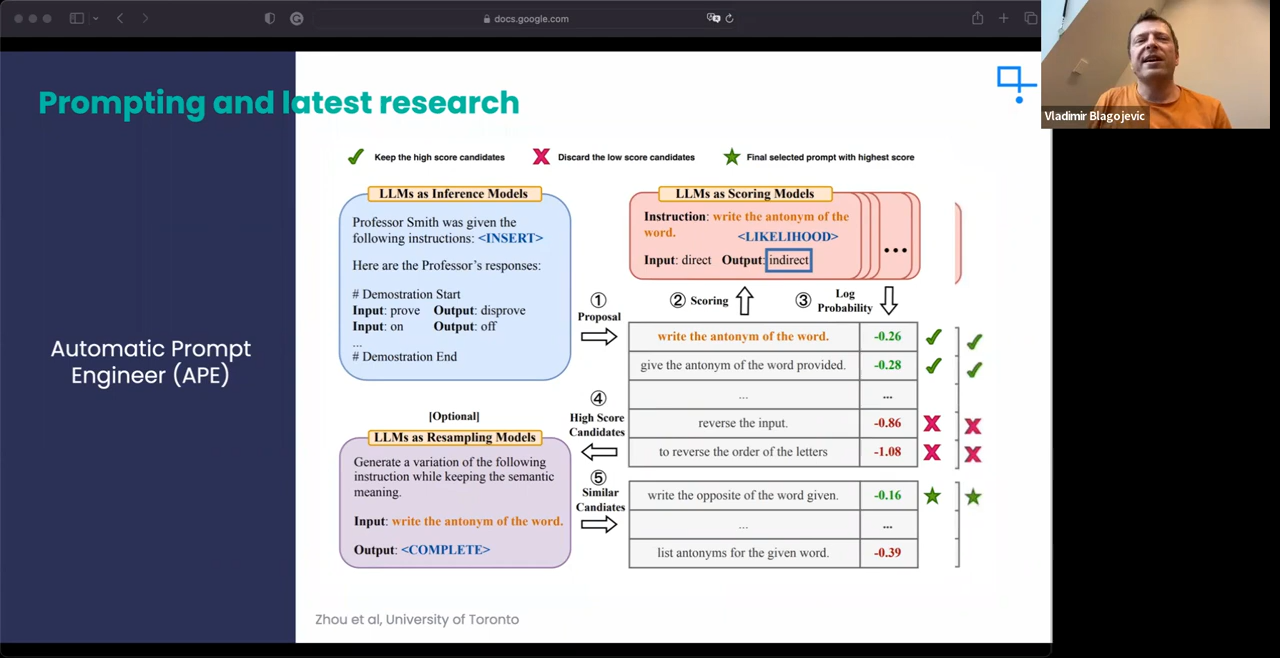 docs.google.com
Vladimir Blagojevic
Prompting and latest research
Automatic Prompt
Engineer (APE)
Keep the high score candidates
Discard the low score candidates
Final selected prompt with highest score
LLMs as Inference Models
Professor Smith was given the
following instructions: <INSERT>
Here are the Professor's responses:
# Demostration Start
Input: prove Output: disprove
Input: on Output: off
...
# Demostration End
① Proposal
LLMs as Scoring Models
Instruction: write the antonym of the
word. <LIKELIHOOD>
Input: direct Output: indirect
...
② Scoring
③ Log
Probability
write the antonym of the word. -0.26
give the antonym of the word provided. -0.28
... ...
reverse the input. -0.86
to reverse the order of the letters -1.08
④
High Score
Candidates
[Optional]
LLMs as Resampling Models
Generate a variation of the following
instruction while keeping the semantic
meaning.
Input: write the antonym of the word.
Output: <COMPLETE>
⑤
Similar
Candiates
write the opposite of the word given. -0.16
... ...
list antonyms for the given word. -0.39
Zhou et al, University of Toronto